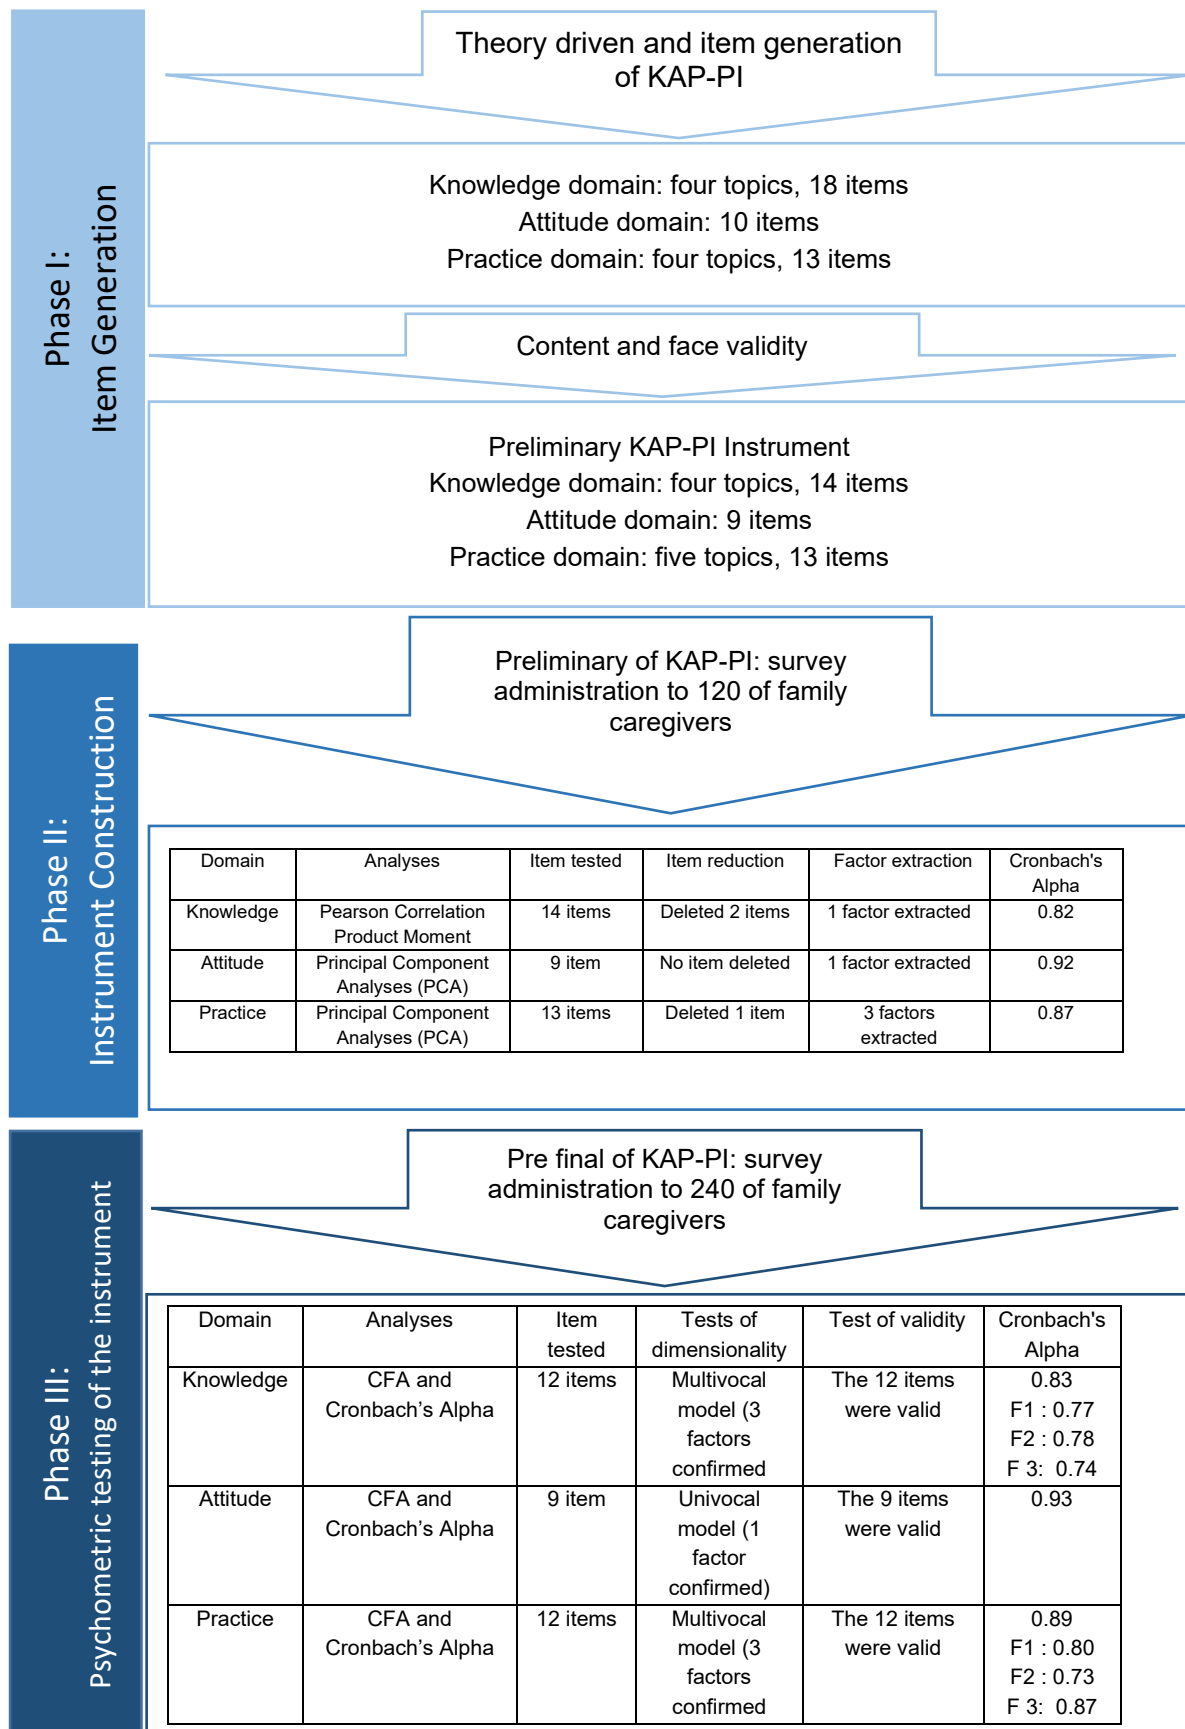 Phase I:
Item Generation
Theory driven and item generation
of KAP-PI
Knowledge domain: four topics, 18 items
Attitude domain: 10 items
Practice domain: four topics, 13 items
Content and face validity
Preliminary KAP-PI Instrument
Knowledge domain: four topics, 14 items
Attitude domain: 9 items
Practice domain: five topics, 13 items
Phase II:
Instrument Construction
Preliminary of KAP-PI: survey
administration to 120 of family
caregivers
Domain Analyses Item tested Item reduction Factor extraction Cronbach's
Alpha
Knowledge Pearson Correlation 14 items Deleted 2 items 1 factor extracted 0.82
Product Moment
Attitude Principal Component 9 item No item deleted 1 factor extracted 0.92
Analyses (PCA)
Practice Principal Component 13 items Deleted 1 item 3 factors 0.87
Analyses (PCA) extracted
Phase III:
Psychometric testing of the instrument
Pre final of KAP-PI: survey
administration to 240 of family
caregivers
Domain Analyses Item Tests of Test of validity Cronbach's
tested dimensionality Alpha
Knowledge CFA and 12 items Multivocal The 12 items 0.83
Cronbach’s Alpha model (3 were valid F1 : 0.77
factors F2 : 0.78
confirmed F 3: 0.74
Attitude CFA and 9 item Univocal The 9 items 0.93
Cronbach’s Alpha model (1 were valid
factor
confirmed)
Practice CFA and 12 items Multivocal The 12 items 0.89
Cronbach’s Alpha model (3 were valid F1 : 0.80
factors F2 : 0.73
confirmed F 3: 0.87